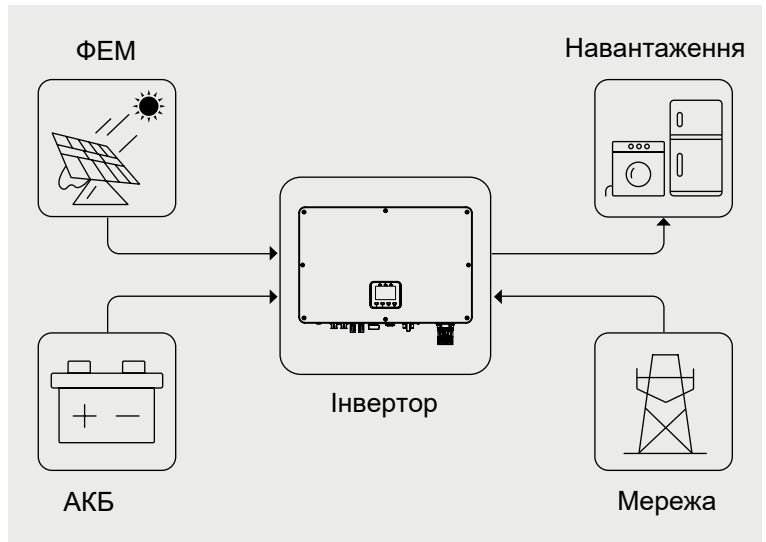 ФЕМ
Навантаження
Інвертор
АКБ
Мережа